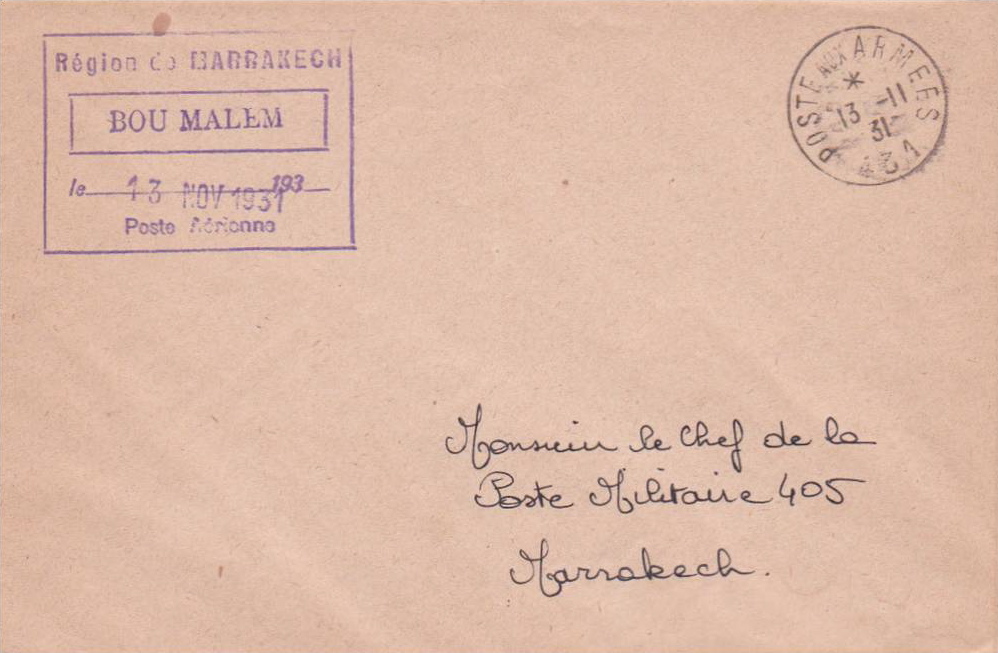 Région de MARRAKECH
BOU MALEM
le 13 NOV 1931 193
Poste Aérienne
POSTE AUX ARMEES
*
13 -11
31
431
Monsieur le Chef de la
Poste Militaire 405
Marrakech.